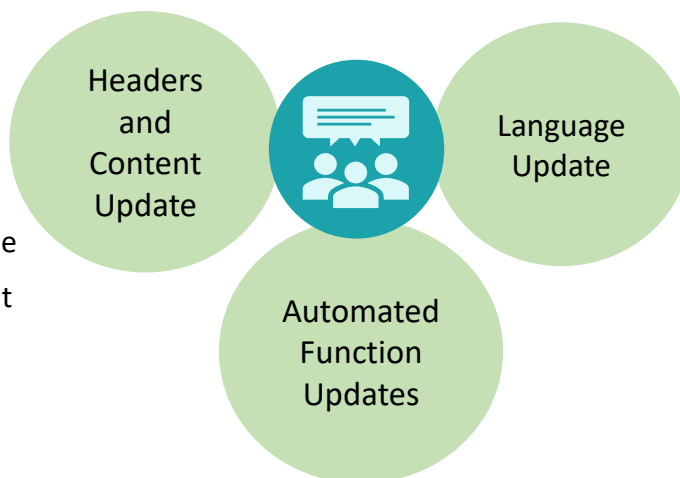 Headers
and
Content
Update
Language
Update
e
t
Automated
Function
Updates